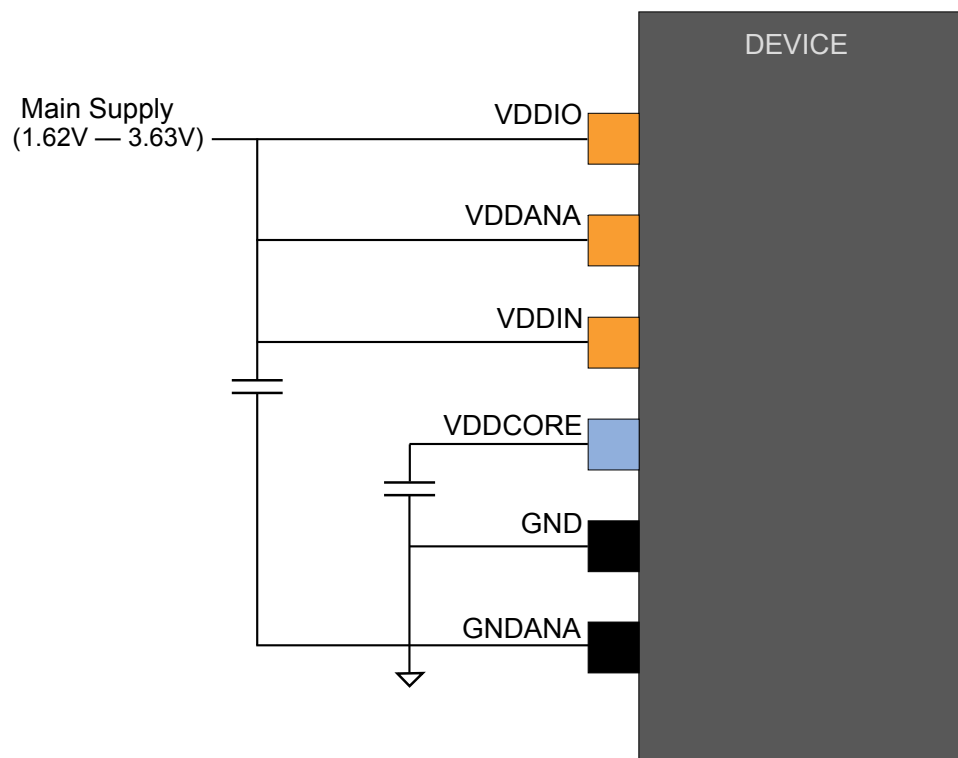 DEVICE
Main Supply
(1.62V — 3.63V)
VDDIO
VDDANA
VDDIN
VDDCORE
GND
GNDANA